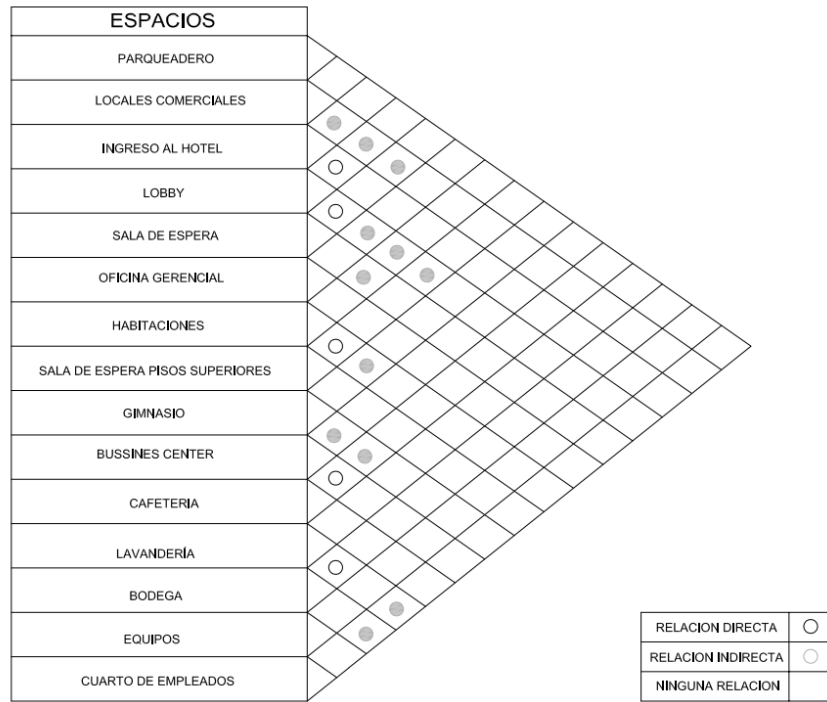 ESPACIOS
PARQUEADERO
LOCALES COMERCIALES
INGRESO AL HOTEL
LOBBY
SALA DE ESPERA
OFICINA GERENCIAL
HABITACIONES
SALA DE ESPERA PISOS SUPERIORES
GIMNASIO
BUSSINES CENTER
CAFETERIA
LAVANDERÍA
BODEGA
EQUIPOS
CUARTO DE EMPLEADOS
RELACION DIRECTA
RELACION INDIRECTA
NINGUNA RELACION